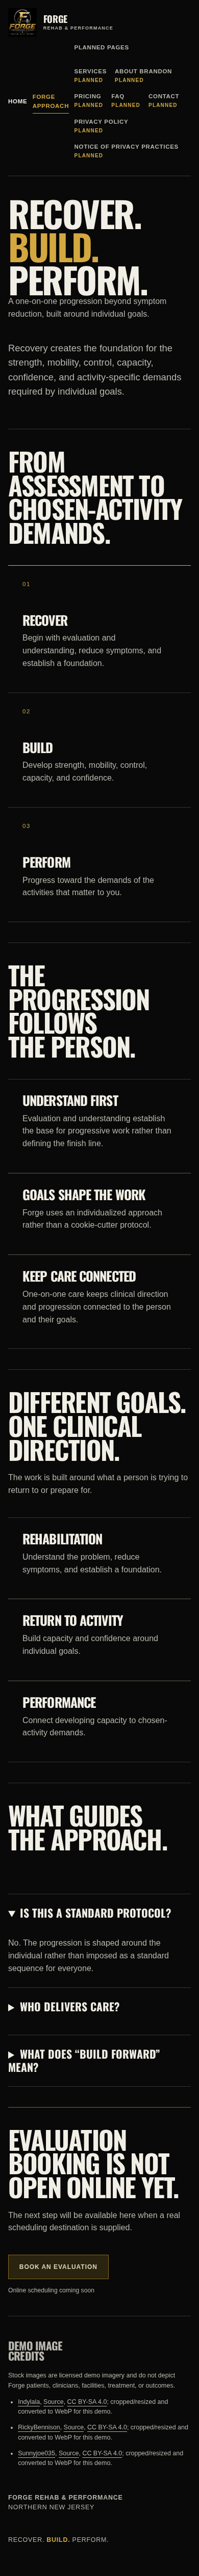 FORGE
FORGE
REHAB & PERFORMANCE
HOME
FORGE
APPROACH
PLANNED PAGES
SERVICES
PLANNED
ABOUT BRANDON
PLANNED
PRICING
PLANNED
FAQ
PLANNED
CONTACT
PLANNED
PRIVACY POLICY
PLANNED
NOTICE OF PRIVACY PRACTICES
PLANNED
RECOVER.
BUILD.
PERFORM.
A one-on-one progression beyond symptom
reduction, built around individual goals.
Recovery creates the foundation for the
strength, mobility, control, capacity,
confidence, and activity-specific demands
required by individual goals.
FROM
ASSESSMENT TO
CHOSEN-ACTIVITY
DEMANDS.
01
RECOVER
Begin with evaluation and
understanding, reduce symptoms, and
establish a foundation.
02
BUILD
Develop strength, mobility, control,
capacity, and confidence.
03
PERFORM
Progress toward the demands of the
activities that matter to you.
THE
PROGRESSION
FOLLOWS
THE PERSON.
UNDERSTAND FIRST
Evaluation and understanding establish
the base for progressive work rather than
defining the finish line.
GOALS SHAPE THE WORK
Forge uses an individualized approach
rather than a cookie-cutter protocol.
KEEP CARE CONNECTED
One-on-one care keeps clinical direction
and progression connected to the person
and their goals.
DIFFERENT GOALS.
ONE CLINICAL
DIRECTION.
The work is built around what a person is trying to
return to or prepare for.
REHABILITATION
Understand the problem, reduce
symptoms, and establish a foundation.
RETURN TO ACTIVITY
Build capacity and confidence around
individual goals.
PERFORMANCE
Connect developing capacity to chosen-
activity demands.
WHAT GUIDES
THE APPROACH.
IS THIS A STANDARD PROTOCOL?
No. The progression is shaped around the
individual rather than imposed as a standard
sequence for everyone.
WHO DELIVERS CARE?
WHAT DOES “BUILD FORWARD”
MEAN?
EVALUATION
BOOKING IS NOT
OPEN ONLINE YET.
The next step will be available here when a real
scheduling destination is supplied.
BOOK AN EVALUATION
Online scheduling coming soon
DEMO IMAGE
CREDITS
Stock images are licensed demo imagery and do not depict
Forge patients, clinicians, facilities, treatment, or outcomes.
Indylaia, Source, CC BY-SA 4.0; cropped/resized and
converted to WebP for this demo.
RickyBennison, Source, CC BY-SA 4.0; cropped/resized and
converted to WebP for this demo.
Sunnyjoe035, Source, CC BY-SA 4.0; cropped/resized and
converted to WebP for this demo.
FORGE REHAB & PERFORMANCE
NORTHERN NEW JERSEY
RECOVER. BUILD. PERFORM.